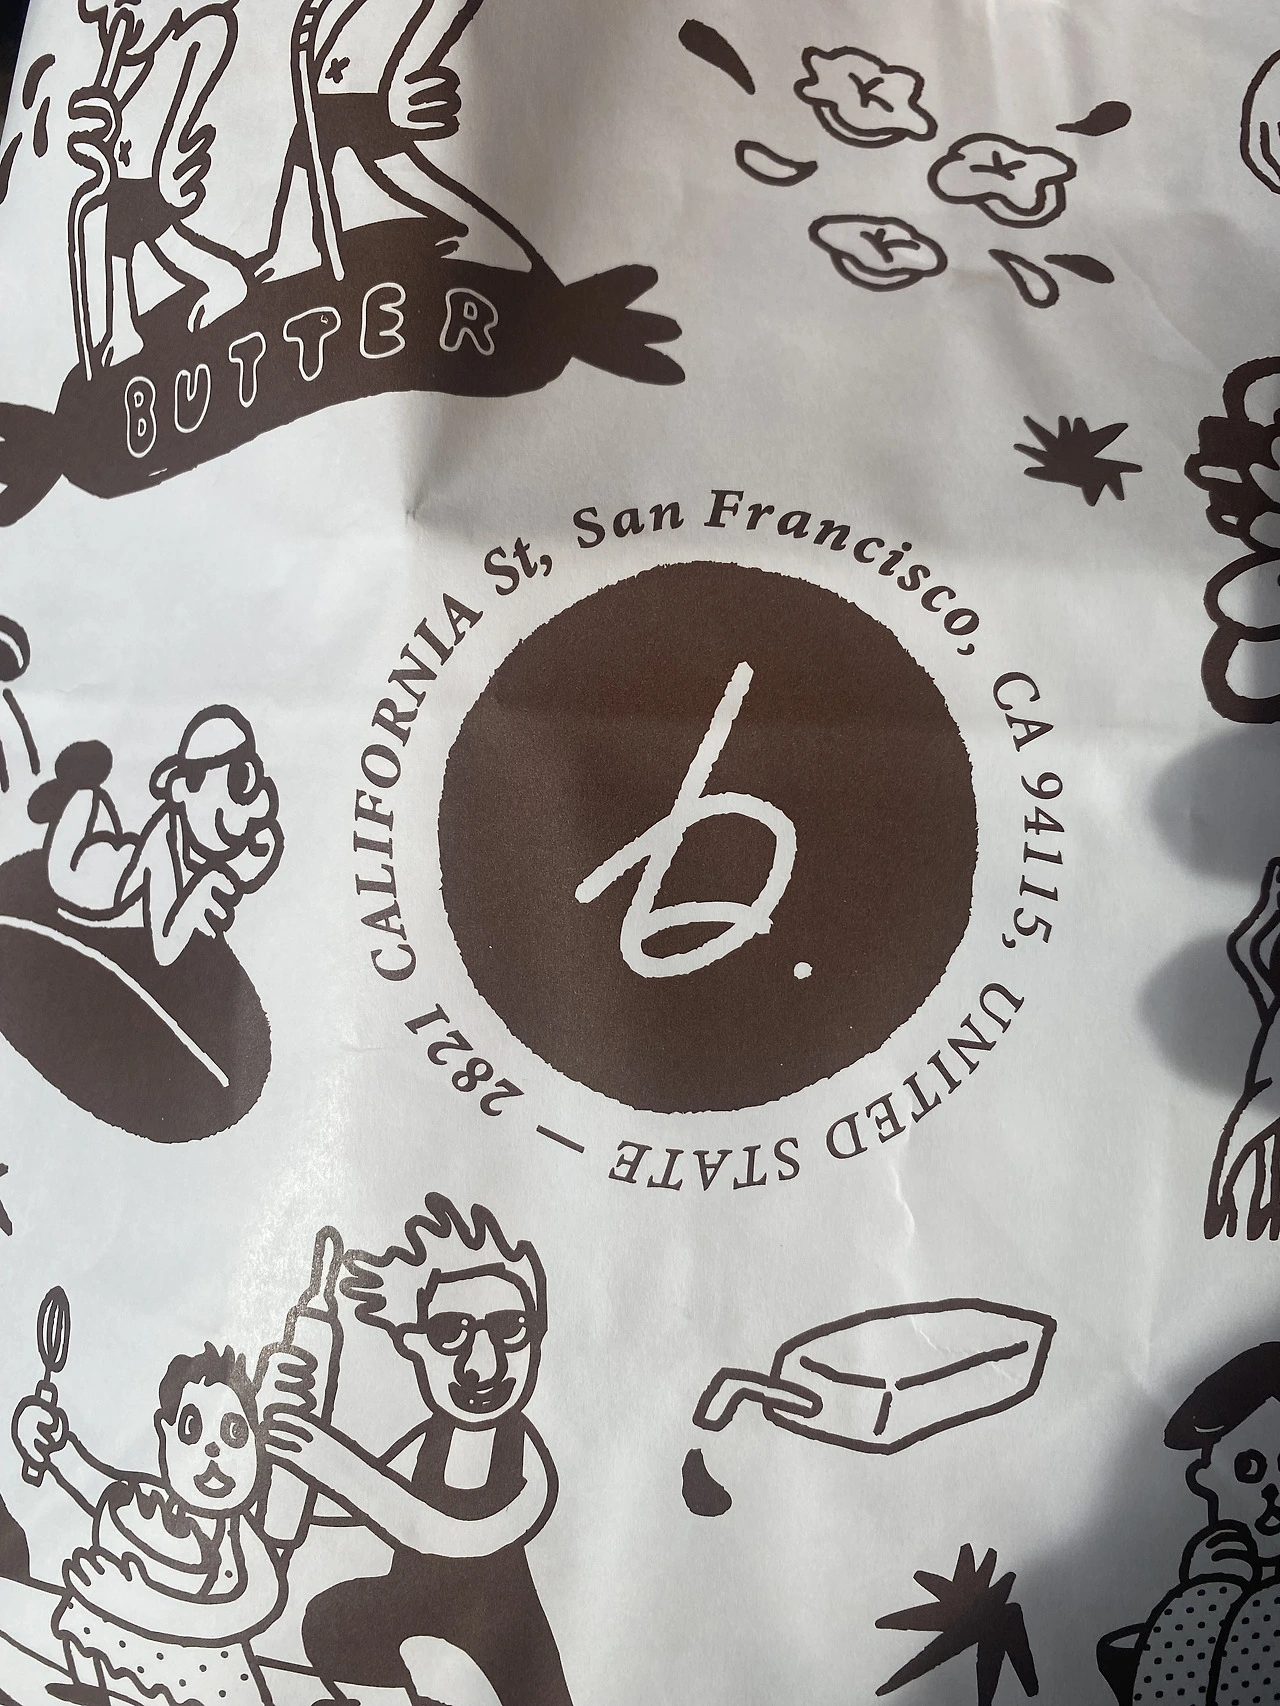 K
K
K
BUTTER
2821 CALIFORNIA St, San Francisco, CA 94115, UNITED STATE –
b.